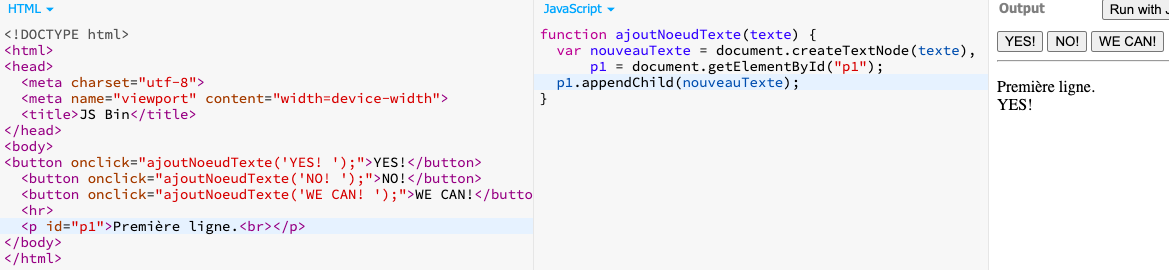 HTML
<!DOCTYPE html>
<html>
<head>
<meta charset="utf-8">
<meta name="viewport" content="width=device-width">
<title>JS Bin</title>
</head>
<body>
<button onclick="ajoutNoeudTexte('YES! ');">YES!</button>
<button onclick="ajoutNoeudTexte('NO! ');">NO!</button>
<button onclick="ajoutNoeudTexte('WE CAN! ');">WE CAN!</butto
<hr>
<p id="p1">Première ligne.<br></p>
</body>
</html>
JavaScript
function ajoutNoeudTexte(texte) {
var nouveauTexte = document.createTextNode(texte),
p1 = document.getElementById("p1");
p1.appendChild(nouveauTexte);
}
Output
Run with J
YES! NO! WE CAN!
Première ligne.
YES!